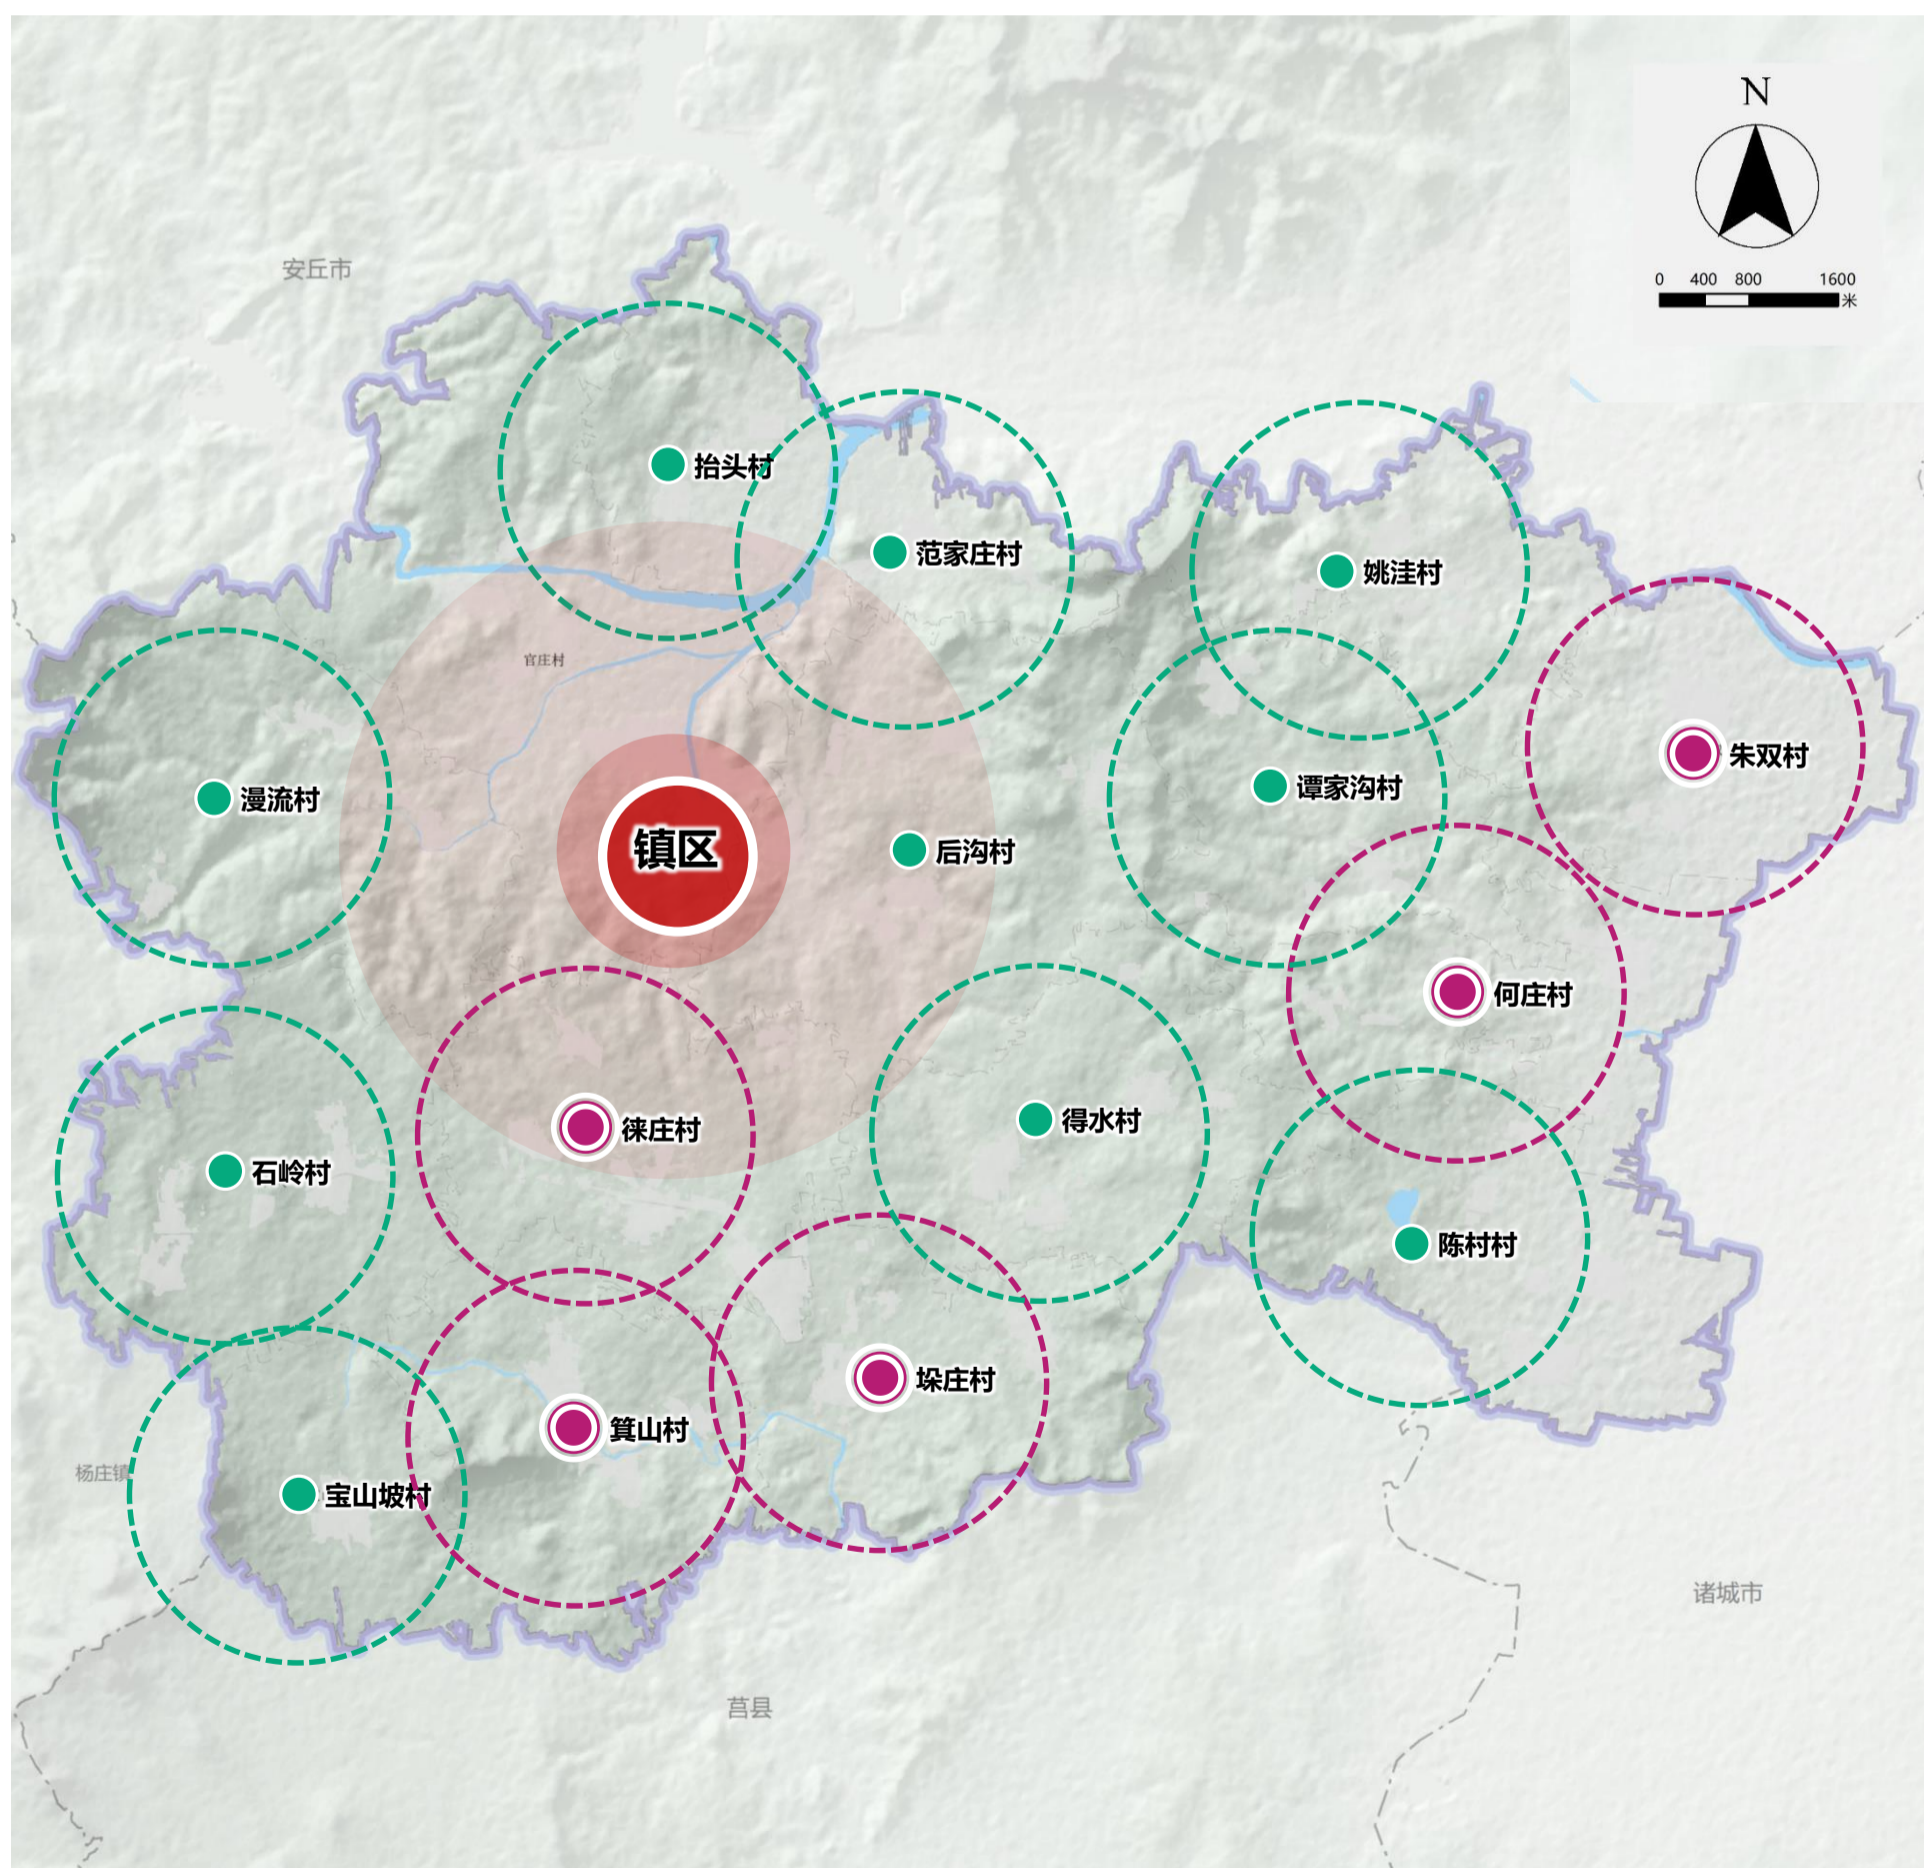 N
0 400 800 1600
米
安丘市
抬头村
范家庄村
姚洼村
官庄村
朱双村
漫流村
谭家沟村
镇区
后沟村
何庄村
徕庄村
得水村
石岭村
陈村村
垛庄村
箕山村
杨庄镇
宝山坡村
诸城市
莒县